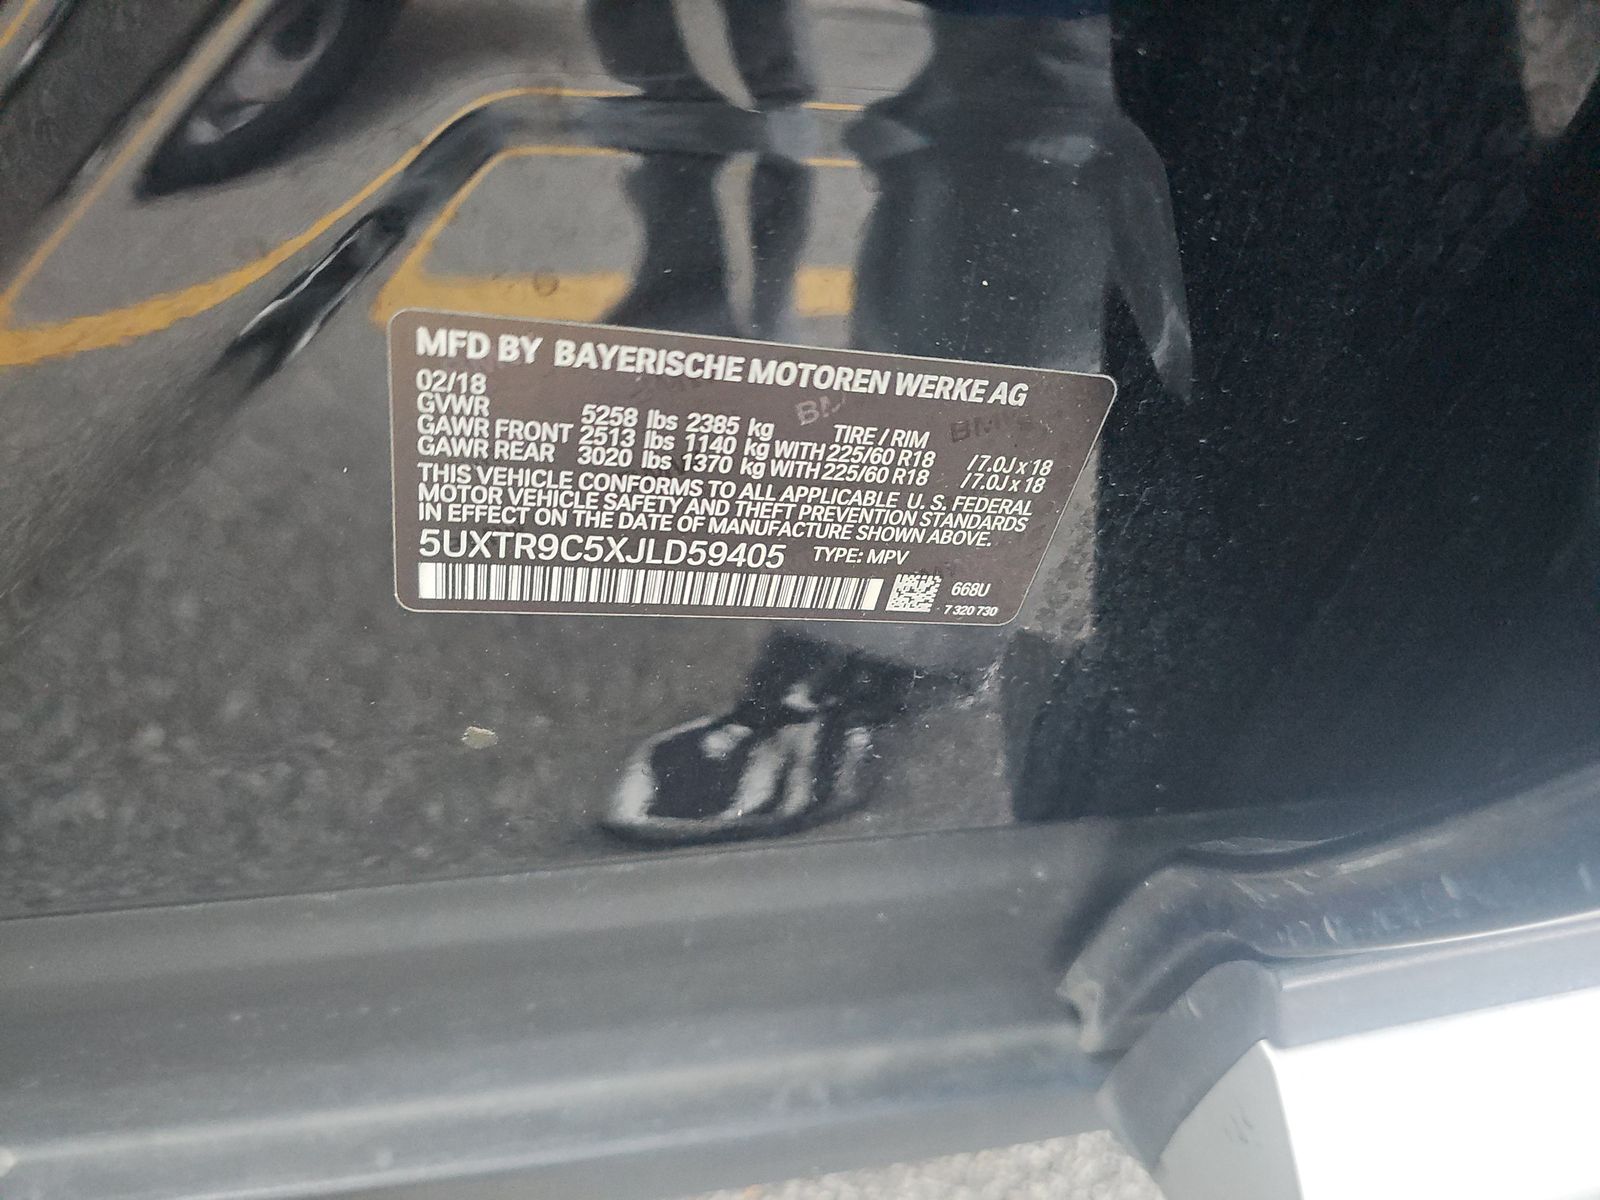 MFD BY BAYERISCHE MOTOREN WERKE AG
02/18
GVWR 5258 lbs 2385 kg TIRE / RIM
GAWR FRONT 2513 lbs 1140 kg WITH 225/60 R18 / 7.0J x 18
GAWR REAR 3020 lbs 1370 kg WITH 225/60 R18 / 7.0J x 18
THIS VEHICLE CONFORMS TO ALL APPLICABLE U. S. FEDERAL
MOTOR VEHICLE SAFETY AND THEFT PREVENTION STANDARDS
IN EFFECT ON THE DATE OF MANUFACTURE SHOWN ABOVE.
5UXTR9C5XJLD59405 TYPE: MPV
668U
7 320 730